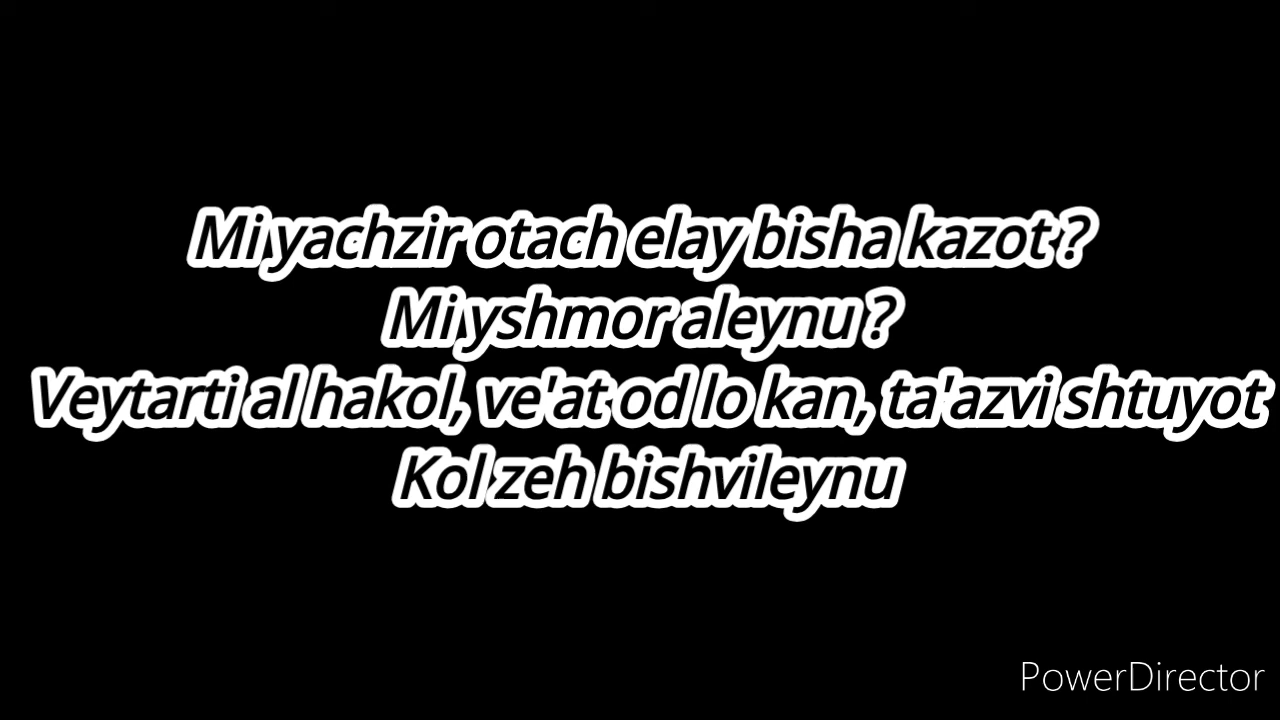 Mi yachzir otach elay bisha kazot ?
Mi yshmor aleynu ?
Veytarti al hakol, ve'at od lo kan, ta'azvi shtuyot
Kol zeh bishvileynu
PowerDirector